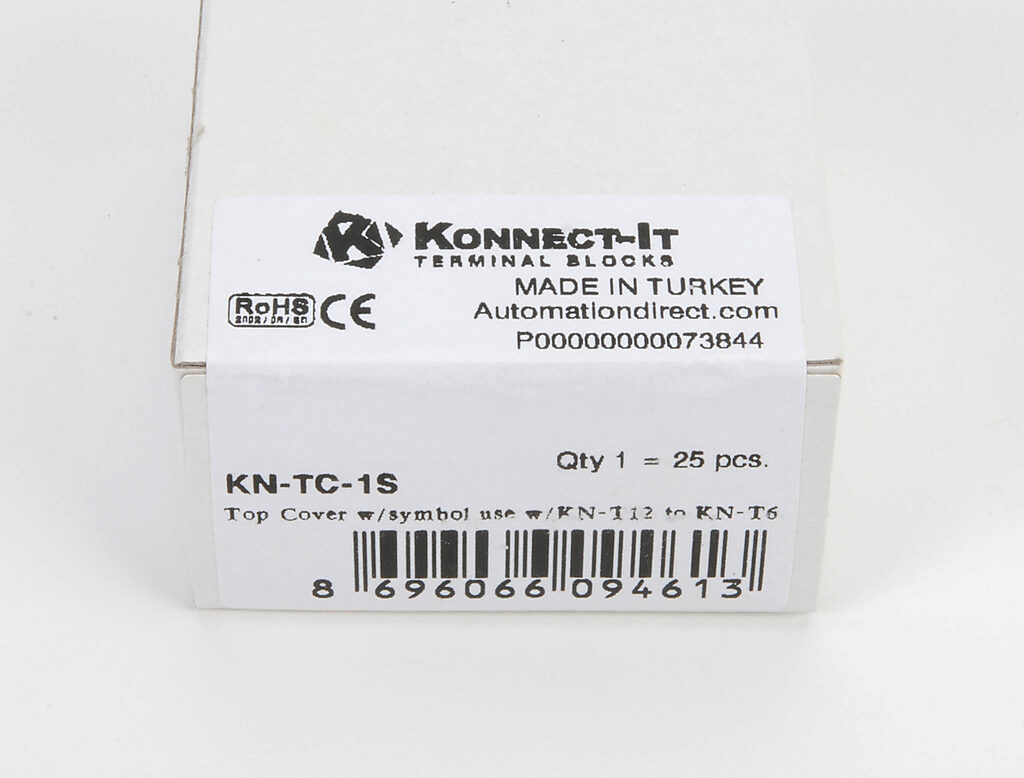 KONNECT-IT
TERMINAL BLOCKS
MADE IN TURKEY
RoHS CE
Automationdirect.com
P00000000073844
Qty 1 = 25 pcs.
KN-TC-1S
Top Cover w/symbol use w/KN-T12 to KN-T6
8 696066 094613